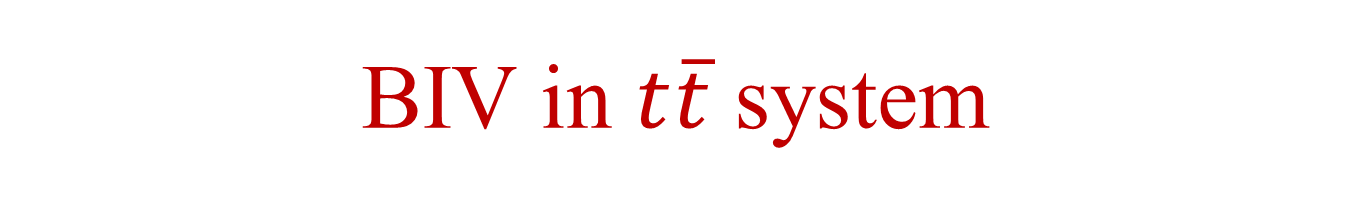 BIV in 𝑡𝑡̅ system